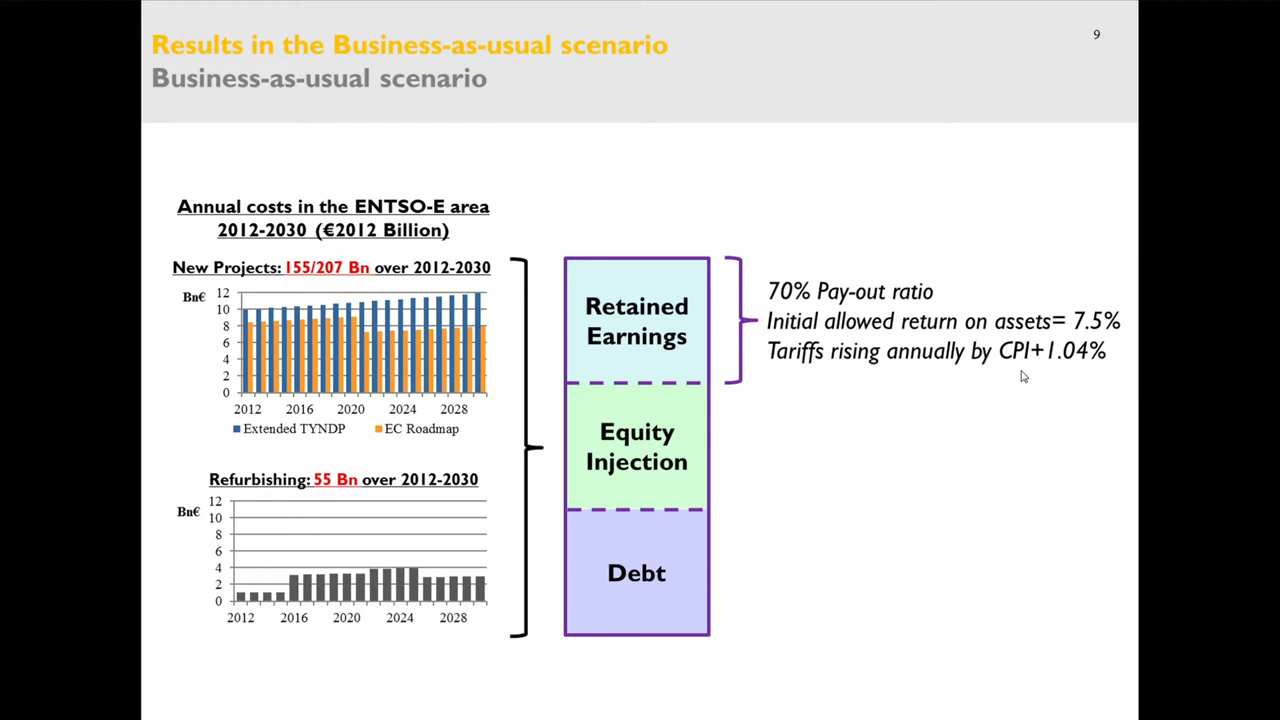 Results in the Business-as-usual scenario
9
Business-as-usual scenario
Annual costs in the ENTSO-E area
2012-2030 (€2012 Billion)
New Projects: 155/207 Bn over 2012-2030
Bn€
12
10
8
6
4
2
0
2012 2016 2020 2024 2028
Extended TYNDP EC Roadmap
Refurbishing: 55 Bn over 2012-2030
Bn€
12
10
8
6
4
2
0
2012 2016 2020 2024 2028
Retained
Earnings
Equity
Injection
Debt
70% Pay-out ratio
Initial allowed return on assets= 7.5%
Tariffs rising annually by CPI+1.04%